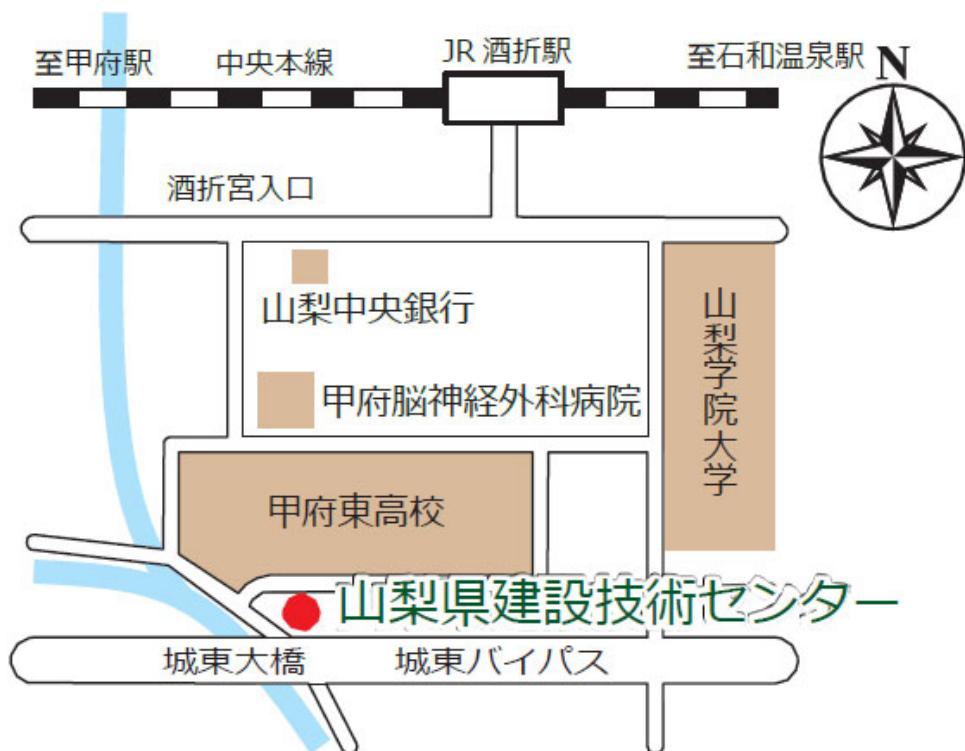 至甲府駅
中央本線
JR 酒折駅
至石和温泉駅
N
酒折宮入口
山梨中央銀行
甲府脳神経外科病院
山梨学院大学
甲府東高校
山梨県建設技術センター
城東大橋
城東バイパス